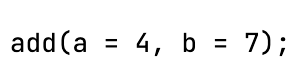 add(a = 4, b = 7);